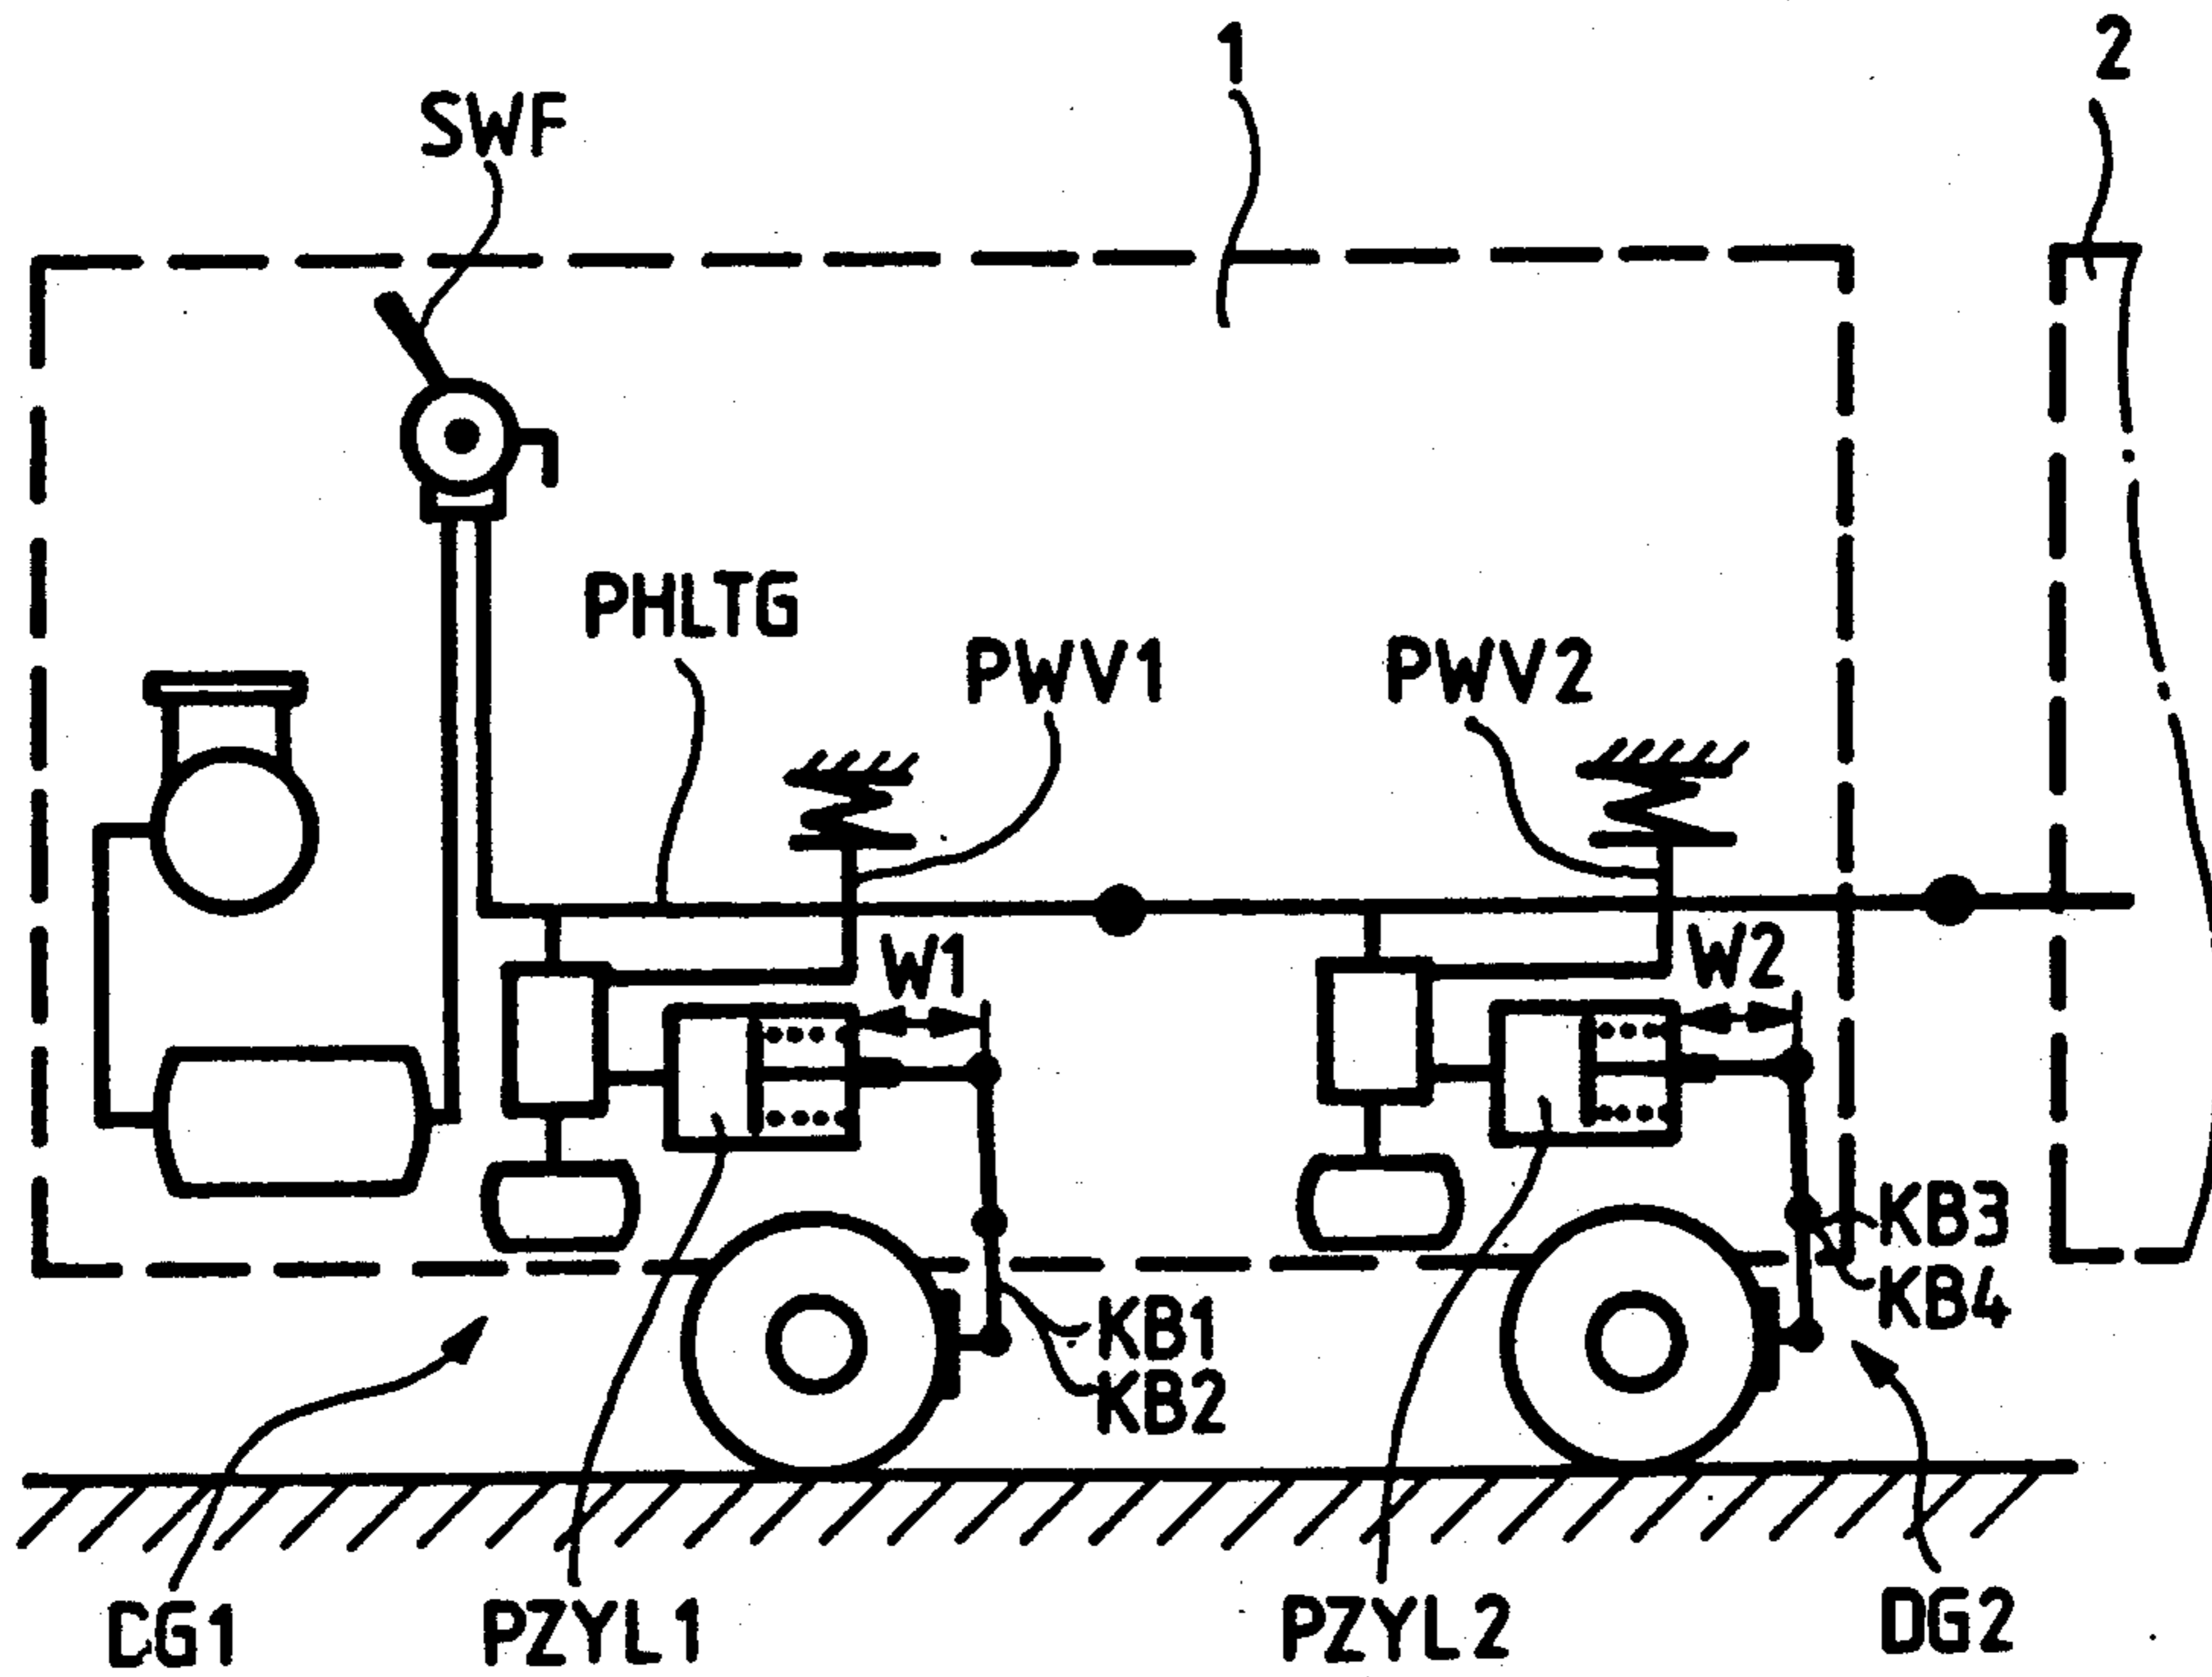 1
2
SWF
PHLTG
PWV1
PWV2
W1
W2
KB3
KB4
KB1
KB2
CG1
PZYL1
PZYL2
DG2